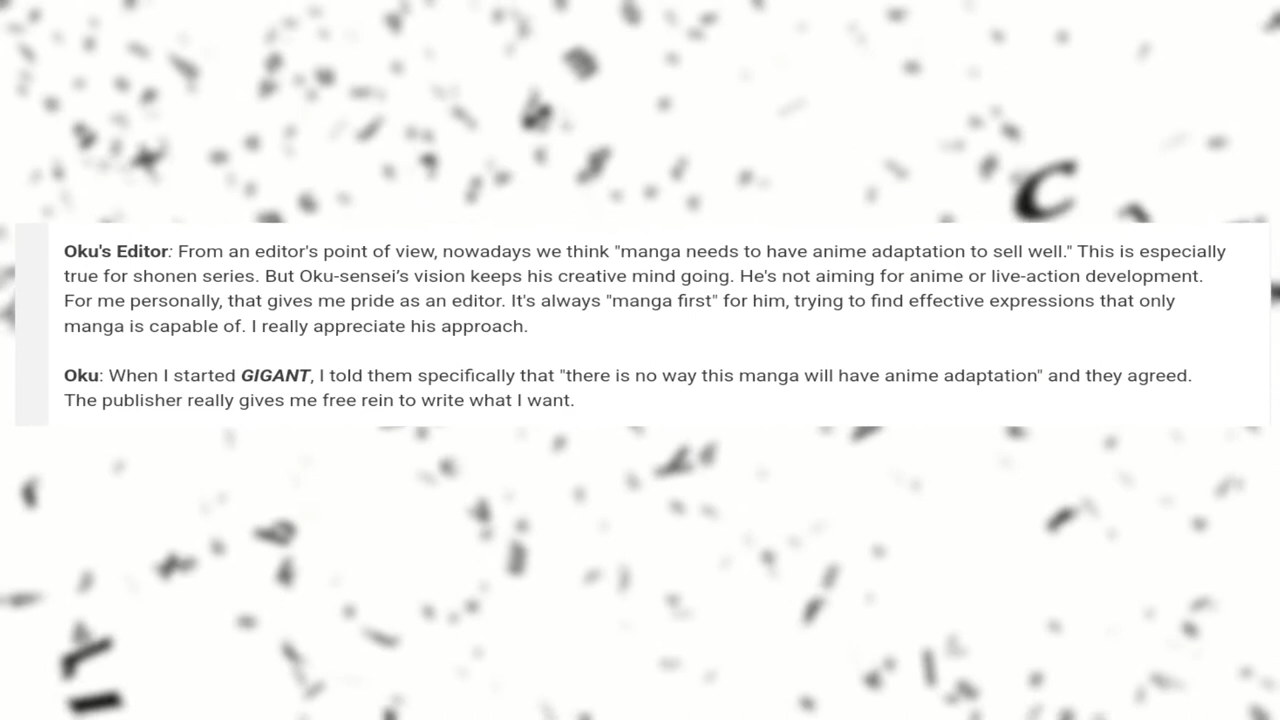 C
Oku's Editor: From an editor's point of view, nowadays we think "manga needs to have anime adaptation to sell well." This is especially
true for shonen series. But Oku-sensei’s vision keeps his creative mind going. He's not aiming for anime or live-action development.
For me personally, that gives me pride as an editor. It's always "manga first" for him, trying to find effective expressions that only
manga is capable of. I really appreciate his approach.
Oku: When I started GIGANT, I told them specifically that "there is no way this manga will have anime adaptation" and they agreed.
The publisher really gives me free rein to write what I want.